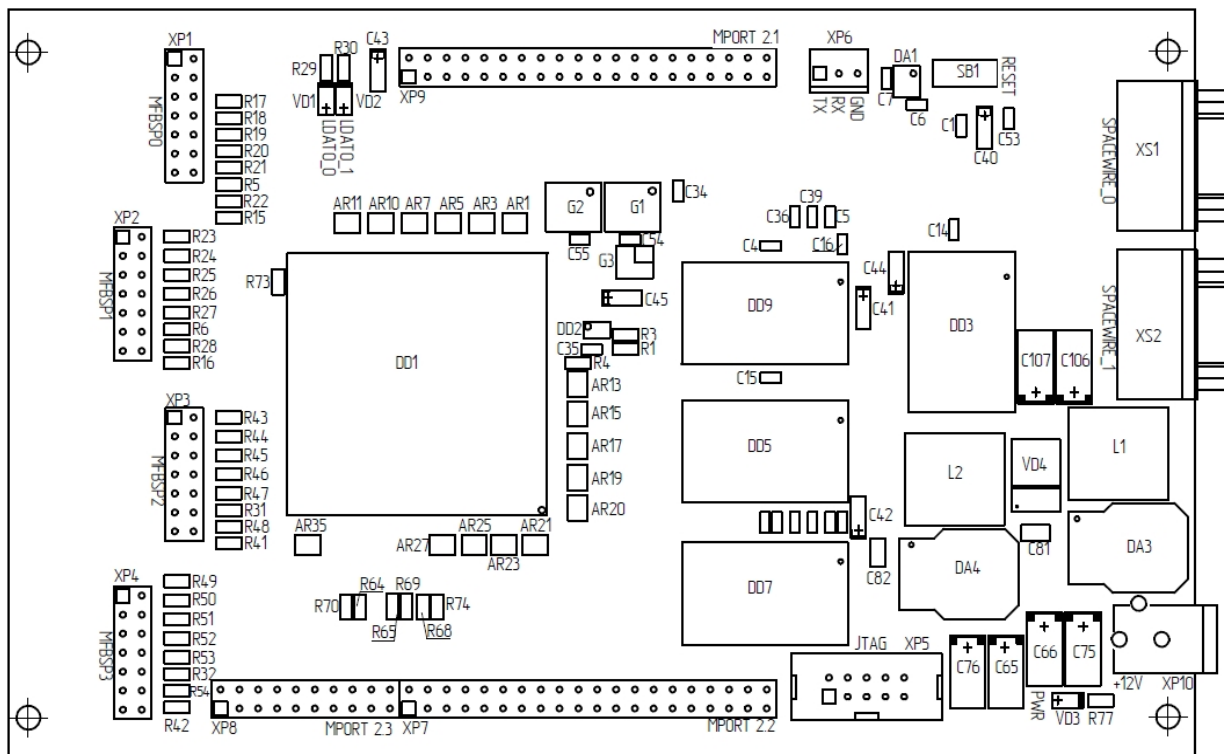 XP1
R30
C43
MPORT 2.1
XP6
R29
DA1
SB1
RESET
MFBSP0
VD1
VD2
XP9
LDATO_0
LDATO_1
TX
RX
GND
C7
C6
C1
C40
C53
SPACEWIRE_0
XS1
R17
R18
R19
R20
R21
R5
R22
R15
AR11
AR10
AR7
AR5
AR3
AR1
G2
G1
C34
C36
C39
C5
C14
XP2
R23
R24
R25
R26
R27
R6
R28
R16
MFBSP1
C55
C54
G3
C4
C16
C44
R73
C45
C41
DD9
DD3
SPACEWIRE_1
XS2
DD2
R3
C35
R1
R4
DD1
C107
C106
C15
AR13
AR15
AR17
AR19
AR20
XP3
R43
R44
R45
R46
R47
R31
R48
R41
MFBSP2
DD5
L2
VD4
L1
C42
AR35
AR27
AR25
AR23
AR21
C82
C81
DA4
DA3
XP4
R49
R50
R51
R52
R53
R32
R54
R42
MFBSP3
R70
R64
R69
R74
R65
R68
DD7
JTAG
XP5
C76
C65
C66
C75
+12V
XP10
XP8
MPORT 2.3
XP7
MPORT 2.2
PWR
VD3
R77